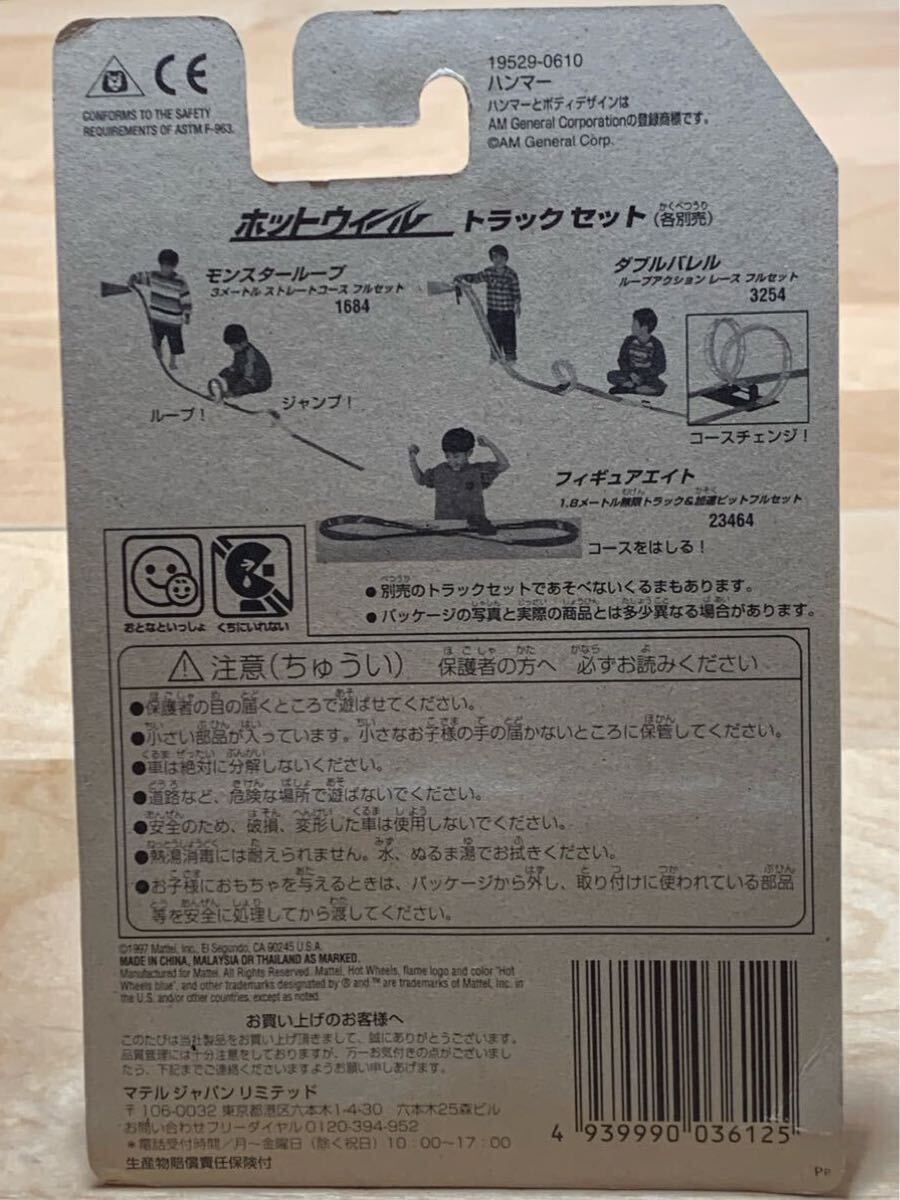 CE
CONFORMS TO THE SAFETY
REQUIREMENTS OF ASTM F-963.
19529-0610
ハンマー
ハンマーとボディデザインは
AM General Corporationの登録商標です。
©AM General Corp.
ホットウィール トラックセット(各別売)
かくべつうり
モンスターループ
3メートル ストレートコース フルセット
1684
ループ!
ジャンプ!
ダブルバレル
ループアクション レース フルセット
3254
コースチェンジ!
フィギュアエイト
1.8メートル無限トラック&加速ピットフルセット
23464
コースをはしる!
おとなといっしょ
くちにいれない
●別売のトラックセットであそべないくるまもあります。
●パッケージの写真と実際の商品とは多少異なる場合があります。
⚠注意(ちゅうい) 保護者の方へ 必ずお読みください
●保護者の目の届くところで遊ばせてください。
●小さい部品が入っています。小さなお子様の手の届かないところに保管してください。
●車は絶対に分解しないください。
●道路など、危険な場所で遊ばないでください。
●安全のため、破損、変形した車は使用しないでください。
●熱湯消毒には耐えられません。水、ぬるま湯でお拭きください。
●お子様におもちゃを与えるときは、パッケージから外し、取り付けに使われている部品
等を安全に処理してから渡してください。
©1997 Mattel, Inc., El Segundo, CA 90245 U.S.A.
MADE IN CHINA, MALAYSIA OR THAILAND AS MARKED.
Manufactured for Mattel. All Rights Reserved. Mattel, Hot Wheels, flame logo and color "Hot
Wheels blue", and other trademarks designated by ® and ™ are trademarks of Mattel, Inc. in
the U.S. and/or other countries, except as noted.
お買い上げのお客様へ
このたびは当社製品をお買い上げ頂きまして、誠にありがとうございます。
品質管理には十分注意をしておりますが、万一お気付きの点がございまし
たら、下記までご連絡くださいますようお願い申しあげます。
マテル ジャパン リミテッド
〒106-0032 東京都港区六本木1-4-30 六本木25森ビル
お問い合わせフリーダイヤル 0120-394-952
*電話受付時間/月〜金曜日(除く祝日)10:00〜17:00
生産物賠償責任保険付
4 939990 036125
PP